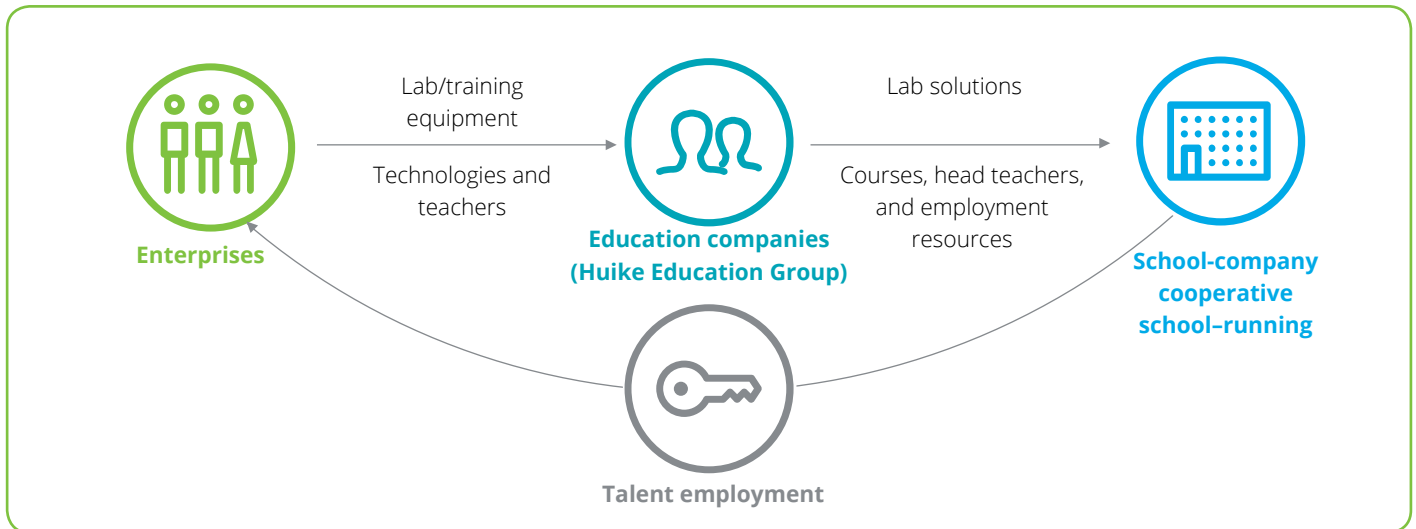 Lab/training
equipment
Technologies and
teachers
Lab solutions
Courses, head teachers,
and employment
resources
Enterprises
Education companies
(Huike Education Group)
School-company
cooperative
school–running
Talent employment